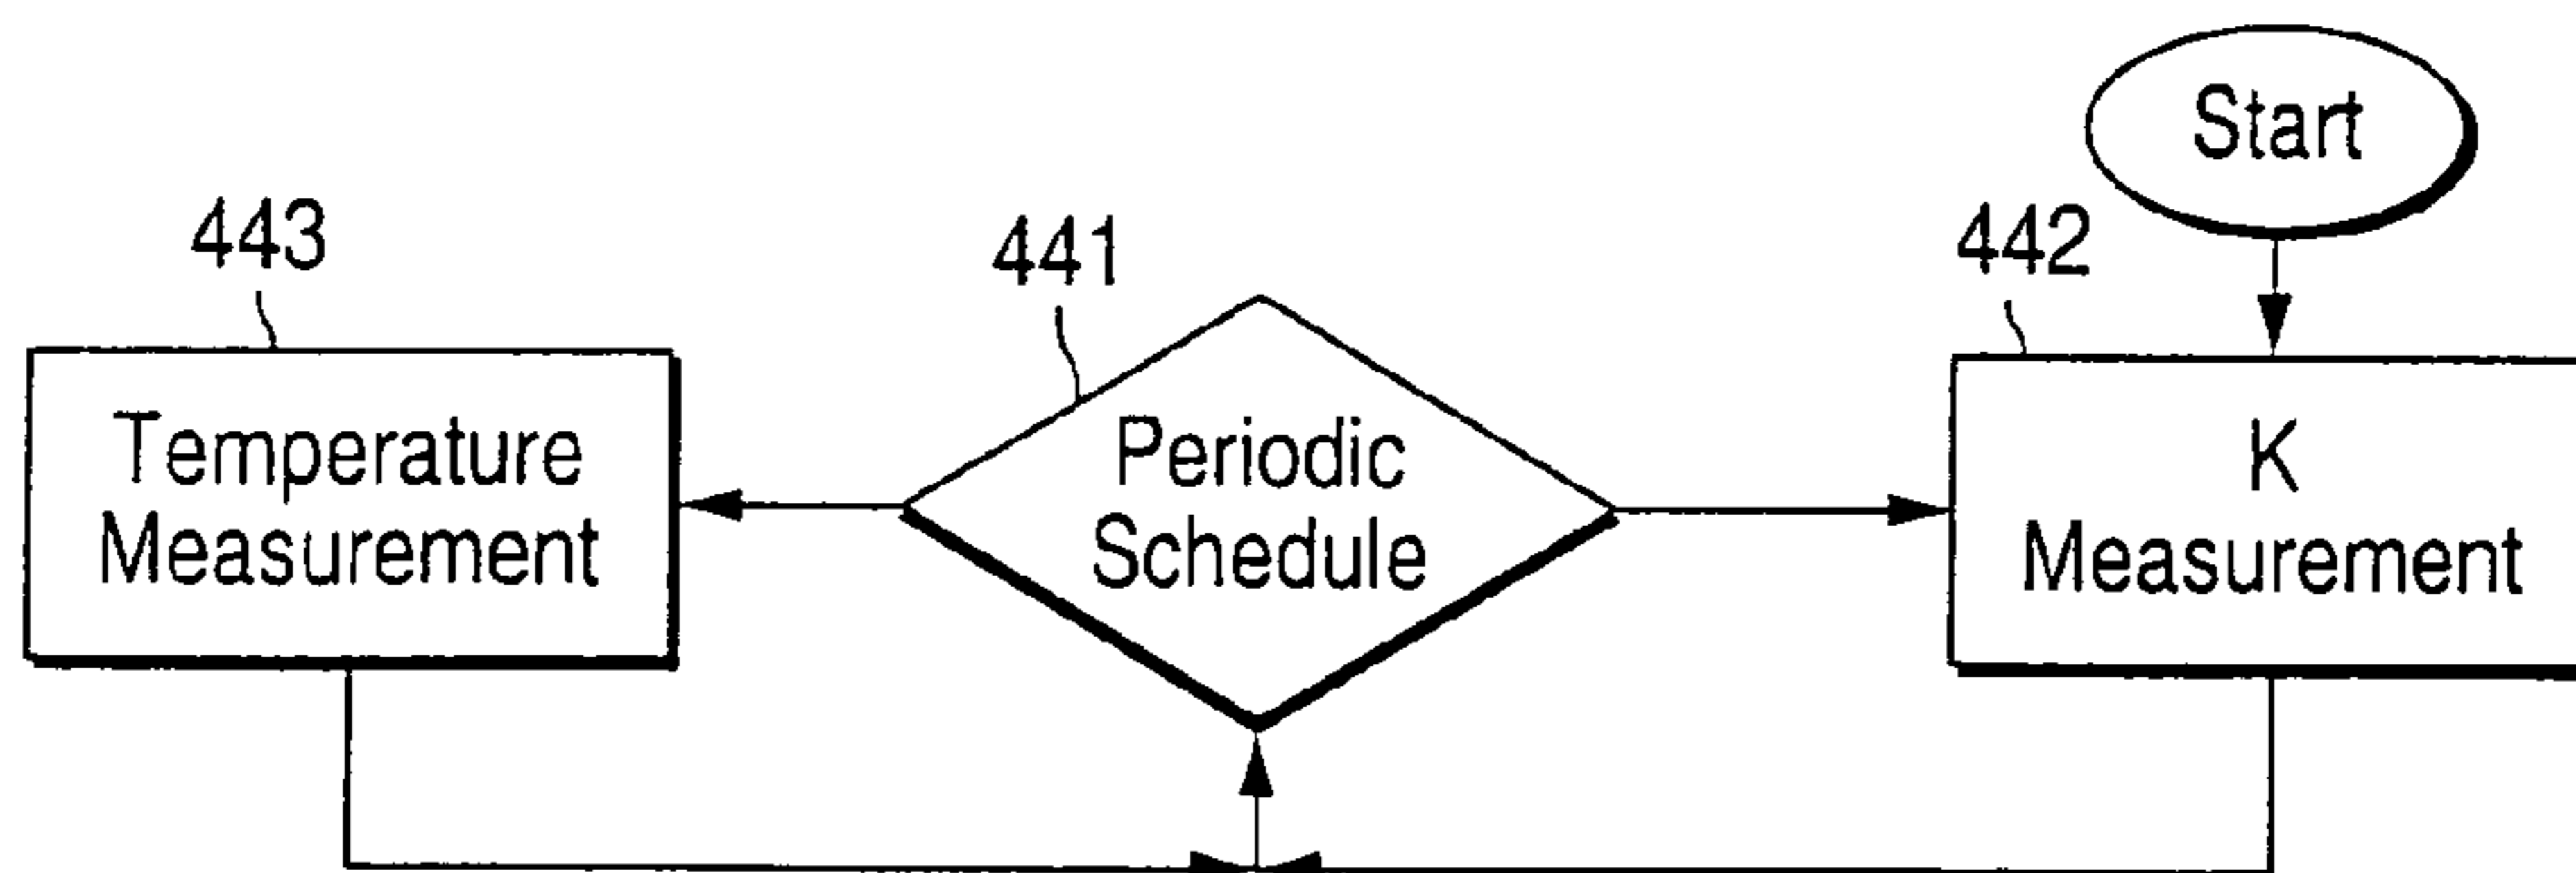 Start
443
441
442
Temperature
Measurement
Periodic
Schedule
K
Measurement